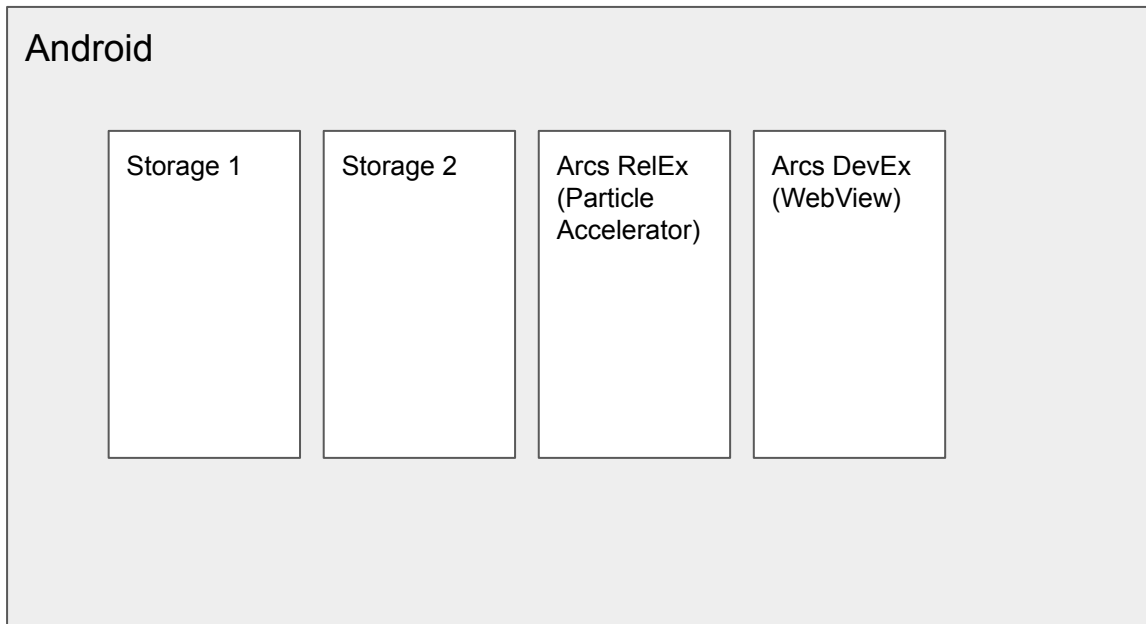 Android
Storage 1
Storage 2
Arcs RelEx
(Particle
Accelerator)
Arcs DevEx
(WebView)